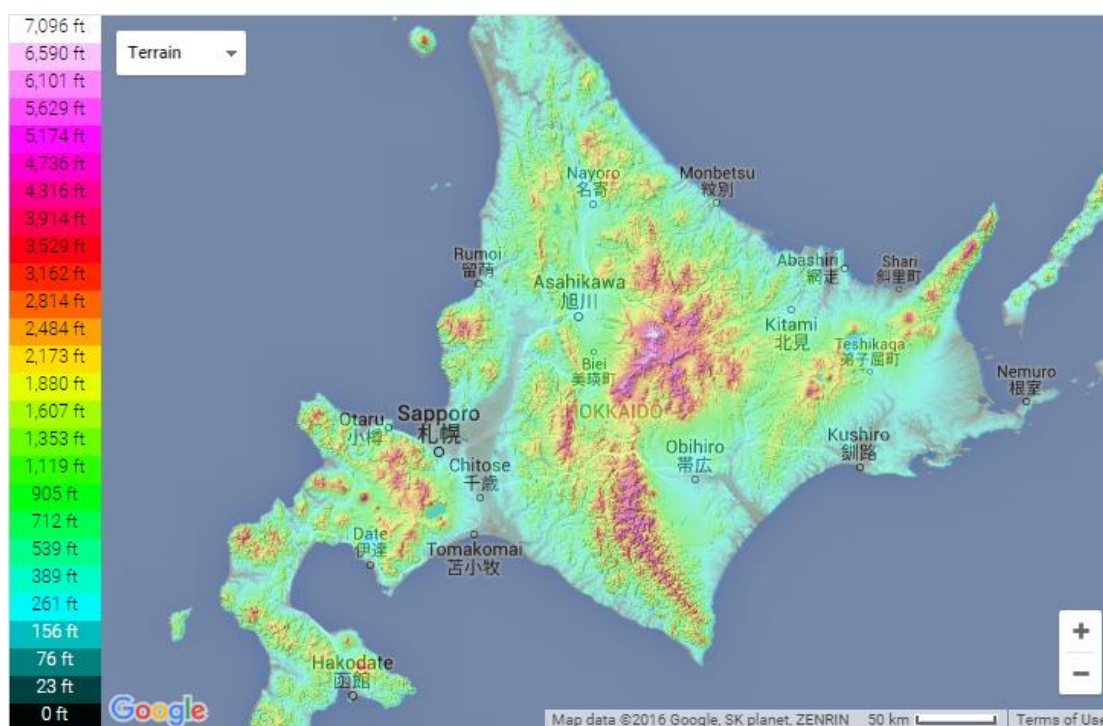 7,096 ft
6,590 ft
6,101 ft
5,629 ft
5,174 ft
4,736 ft
4,316 ft
3,914 ft
3,529 ft
3,162 ft
2,814 ft
2,484 ft
2,173 ft
1,880 ft
1,607 ft
1,353 ft
1,119 ft
905 ft
712 ft
539 ft
389 ft
261 ft
156 ft
76 ft
23 ft
0 ft
Terrain
Nayoro
名寄
Monbetsu
紋別
Rumoi
留萌
Abashiri
網走
Shari
斜里町
Asahikawa
旭川
Kitami
北見
Teshikaga
弟子屈町
Biei
美瑛町
Nemuro
根室
HOKKAIDO
Otaru
小樽
Sapporo
札幌
Obihiro
帯広
Kushiro
釧路
Chitose
千歳
Date
伊達
Tomakomai
苫小牧
Hakodate
函館
+
−
Google
Map data ©2016 Google, SK planet, ZENRIN
50 km
Terms of Use